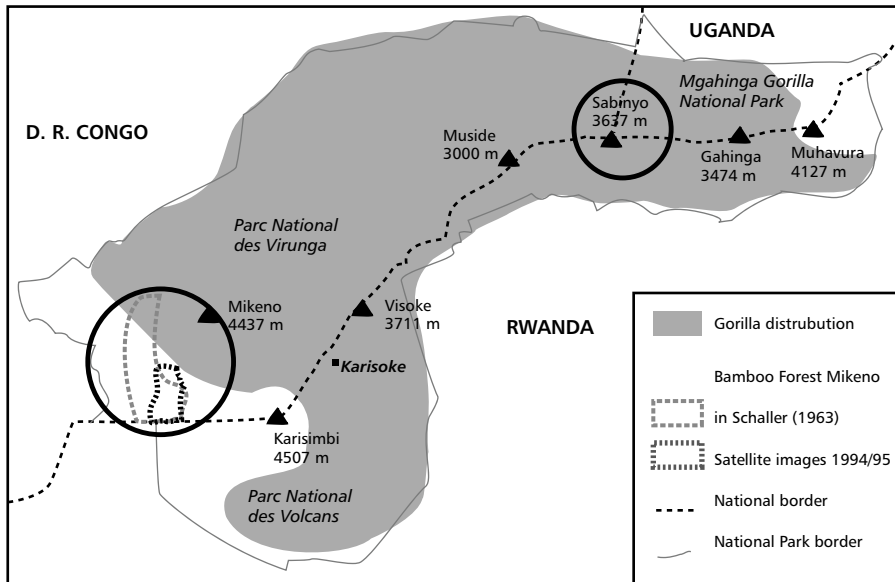 UGANDA
Mgahinga Gorilla
National Park
Sabinyo
3637 m
D. R. CONGO
Muside
3000 m
Gahinga
3474 m
Muhavura
4127 m
Parc National
des Virunga
Mikeno
4437 m
Visoke
3711 m
RWANDA
Karisoke
Karisimbi
4507 m
Parc National
des Volcans
Gorilla distrubution
Bamboo Forest Mikeno
in Schaller (1963)
Satellite images 1994/95
National border
National Park border